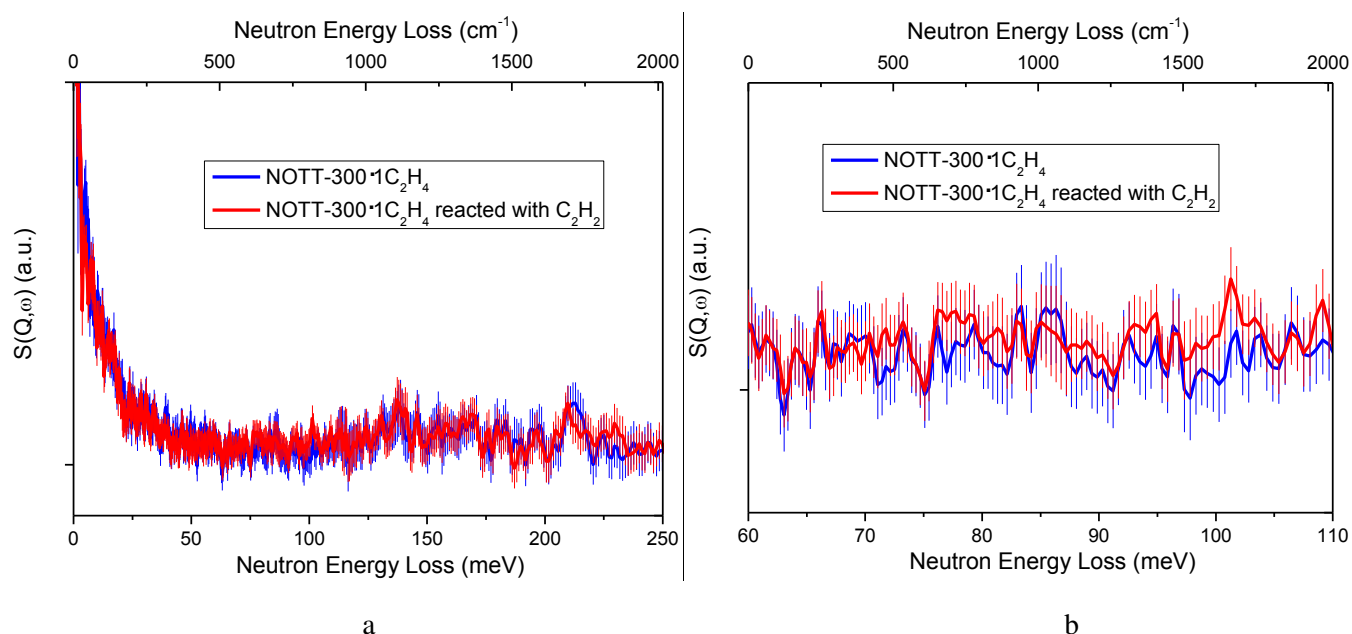 Neutron Energy Loss (cm⁻¹)
0 500 1000 1500 2000
S(Q,ω) (a.u.)
NOTT-300·1C₂H₄
NOTT-300·1C₂H₄ reacted with C₂H₂
0 50 100 150 200 250
Neutron Energy Loss (meV)
a
Neutron Energy Loss (cm⁻¹)
0 500 1000 1500 2000
S(Q,ω) (a.u.)
NOTT-300·1C₂H₄
NOTT-300·1C₂H₄ reacted with C₂H₂
60 70 80 90 100 110
Neutron Energy Loss (meV)
b